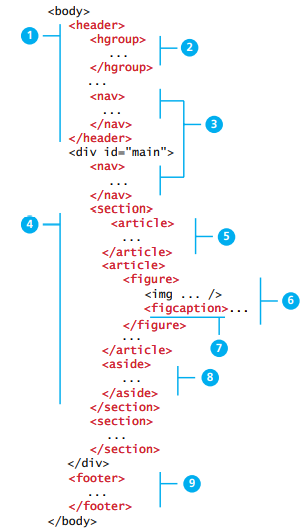 <body>
1 <header>
<hgroup>
... 2
</hgroup>
...
<nav>
... 3
</nav>
</header>
<div id="main">
<nav>
...
</nav>
4 <section>
<article>
... 5
</article>
<article>
<figure>
<img ... /> 6
<figcaption>...
</figure>
... 7
</article>
<aside>
... 8
</aside>
</section>
<section>
...
</section>
</div>
<footer>
... 9
</footer>
</body>